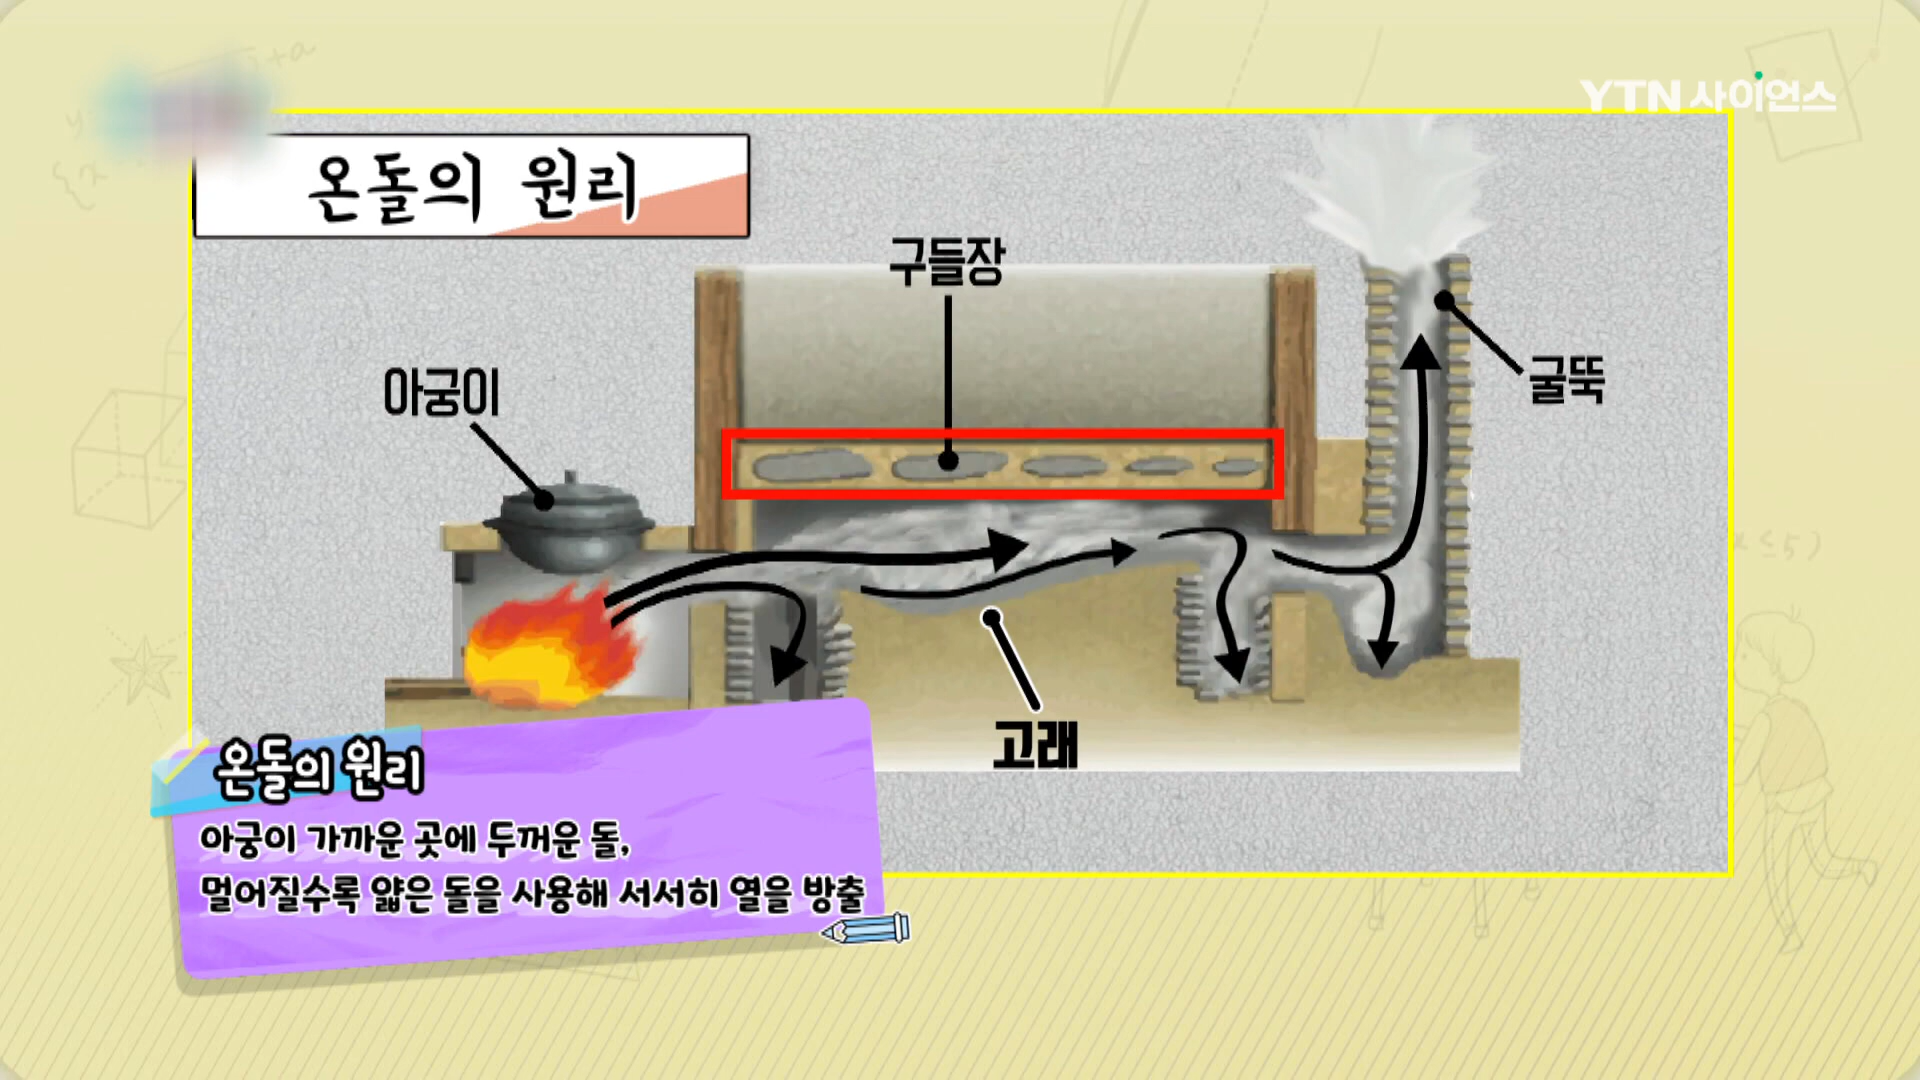 YTN 사이언스
온돌의 원리
구들장
아궁이
굴뚝
고래
온돌의 원리
아궁이 가까운 곳에 두꺼운 돌,
멀어질수록 얇은 돌을 사용해 서서히 열을 방출